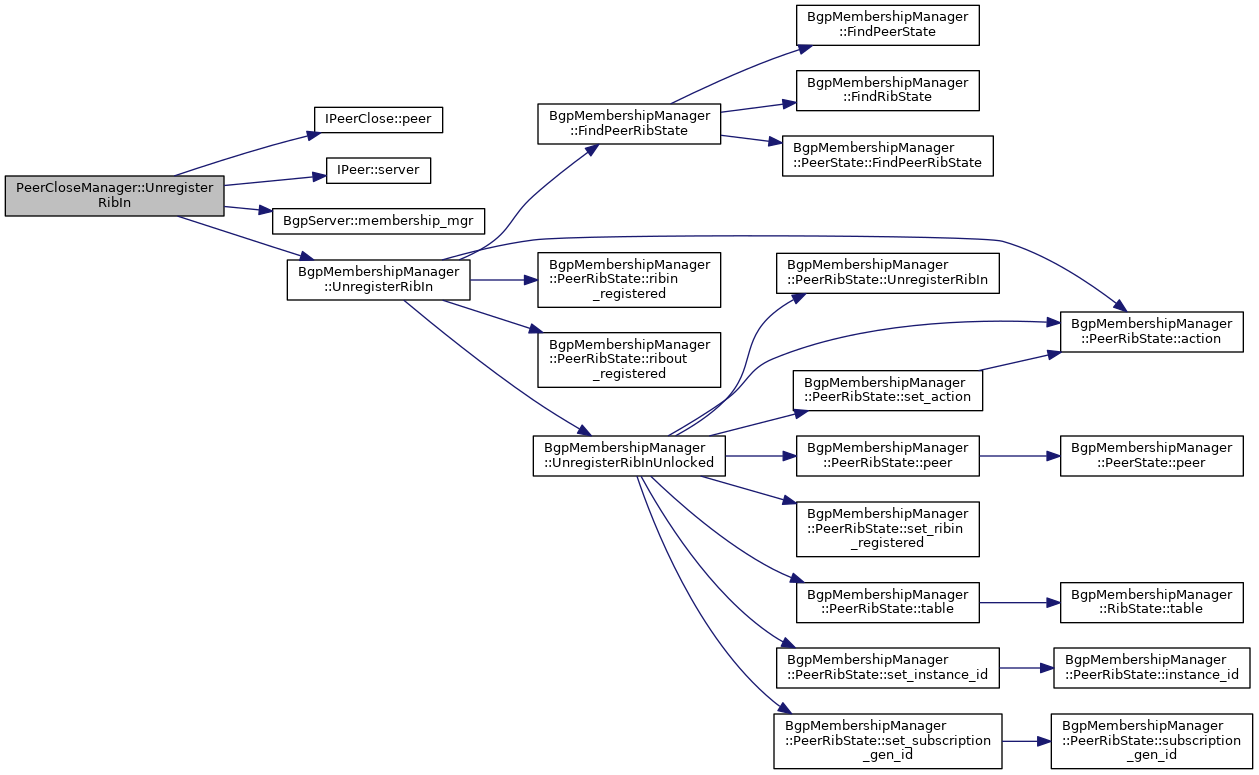 PeerCloseManager::Unregister
RibIn
IPeerClose::peer
IPeer::server
BgpServer::membership_mgr
BgpMembershipManager
::UnregisterRibIn
BgpMembershipManager
::FindPeerRibState
BgpMembershipManager
::PeerRibState::ribin
_registered
BgpMembershipManager
::PeerRibState::ribout
_registered
BgpMembershipManager
::UnregisterRibInUnlocked
BgpMembershipManager
::FindPeerState
BgpMembershipManager
::FindRibState
BgpMembershipManager
::PeerState::FindPeerRibState
BgpMembershipManager
::PeerRibState::UnregisterRibIn
BgpMembershipManager
::PeerRibState::set_action
BgpMembershipManager
::PeerRibState::peer
BgpMembershipManager
::PeerRibState::set_ribin
_registered
BgpMembershipManager
::PeerRibState::table
BgpMembershipManager
::PeerRibState::set_instance_id
BgpMembershipManager
::PeerRibState::set_subscription
_gen_id
BgpMembershipManager
::PeerRibState::action
BgpMembershipManager
::PeerState::peer
BgpMembershipManager
::RibState::table
BgpMembershipManager
::PeerRibState::instance_id
BgpMembershipManager
::PeerRibState::subscription
_gen_id